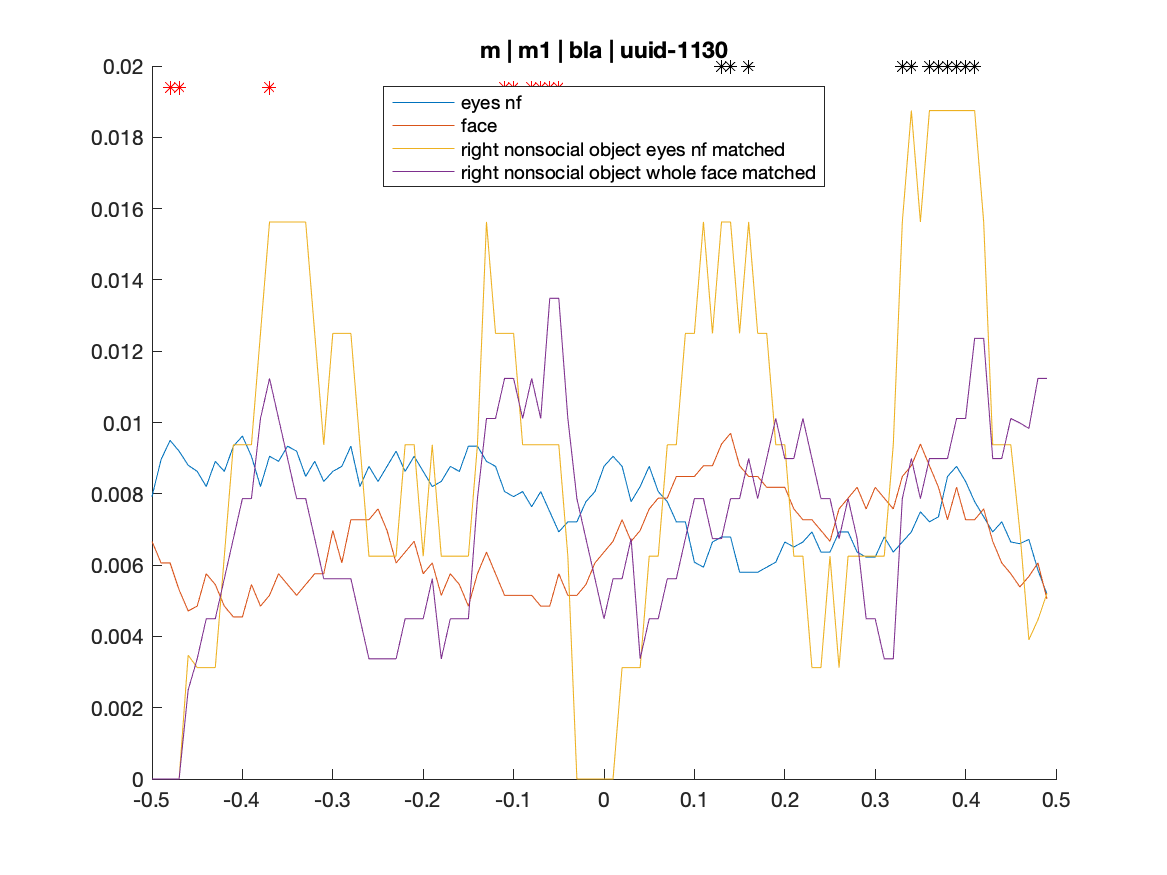 m | m1 | bla | uuid-1130
0.02
0.018
0.016
0.014
0.012
0.01
0.008
0.006
0.004
0.002
0
eyes nf
face
right nonsocial object eyes nf matched
right nonsocial object whole face matched
-0.5 -0.4 -0.3 -0.2 -0.1 0 0.1 0.2 0.3 0.4 0.5